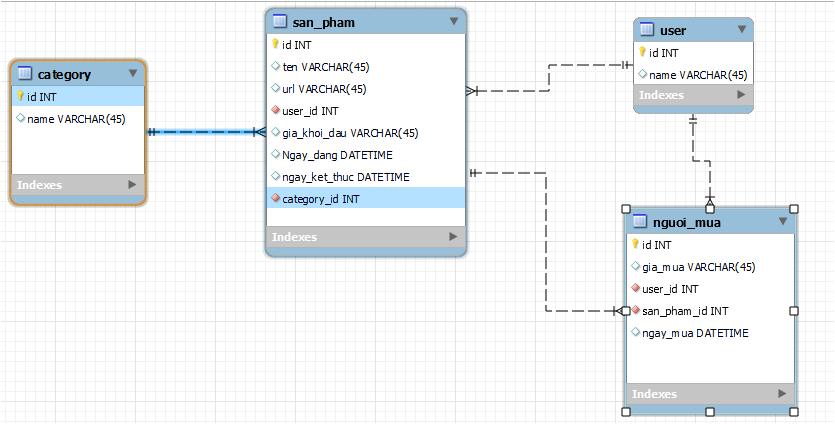 category
id INT
name VARCHAR(45)
Indexes
san_pham
id INT
ten VARCHAR(45)
url VARCHAR(45)
user_id INT
gia_khoi_dau VARCHAR(45)
Ngay_dang DATETIME
ngay_ket_thuc DATETIME
category_id INT
Indexes
user
id INT
name VARCHAR(45)
Indexes
nguoi_mua
id INT
gia_mua VARCHAR(45)
user_id INT
san_pham_id INT
ngay_mua DATETIME
Indexes